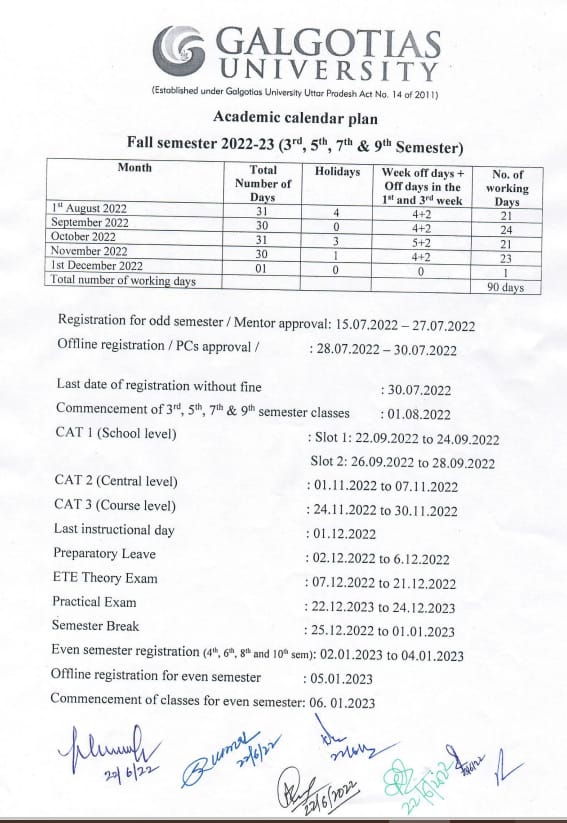 GALGOTIAS
UNIVERSITY
(Established under Galgotias University Uttar Pradesh Act No. 14 of 2011)
Academic calendar plan
Fall semester 2022-23 (3rd, 5th, 7th & 9th Semester)
Month Total Number of Days Holidays Week off days + Off days in the 1st and 3rd week No. of working Days
1st August 2022 31 4 4+2 21
September 2022 30 0 4+2 24
October 2022 31 3 5+2 21
November 2022 30 1 4+2 23
1st December 2022 01 0 0 1
Total number of working days 90 days
Registration for odd semester / Mentor approval: 15.07.2022 – 27.07.2022
Offline registration / PCs approval / : 28.07.2022 – 30.07.2022
Last date of registration without fine : 30.07.2022
Commencement of 3rd, 5th, 7th & 9th semester classes : 01.08.2022
CAT 1 (School level) : Slot 1: 22.09.2022 to 24.09.2022
Slot 2: 26.09.2022 to 28.09.2022
CAT 2 (Central level) : 01.11.2022 to 07.11.2022
CAT 3 (Course level) : 24.11.2022 to 30.11.2022
Last instructional day : 01.12.2022
Preparatory Leave : 02.12.2022 to 6.12.2022
ETE Theory Exam : 07.12.2022 to 21.12.2022
Practical Exam : 22.12.2023 to 24.12.2023
Semester Break : 25.12.2022 to 01.01.2023
Even semester registration (4th, 6th, 8th and 10th sem): 02.01.2023 to 04.01.2023
Offline registration for even semester : 05.01.2023
Commencement of classes for even semester: 06. 01.2023
22/6/22
22/6/22
22/6/2022
22/6/2022